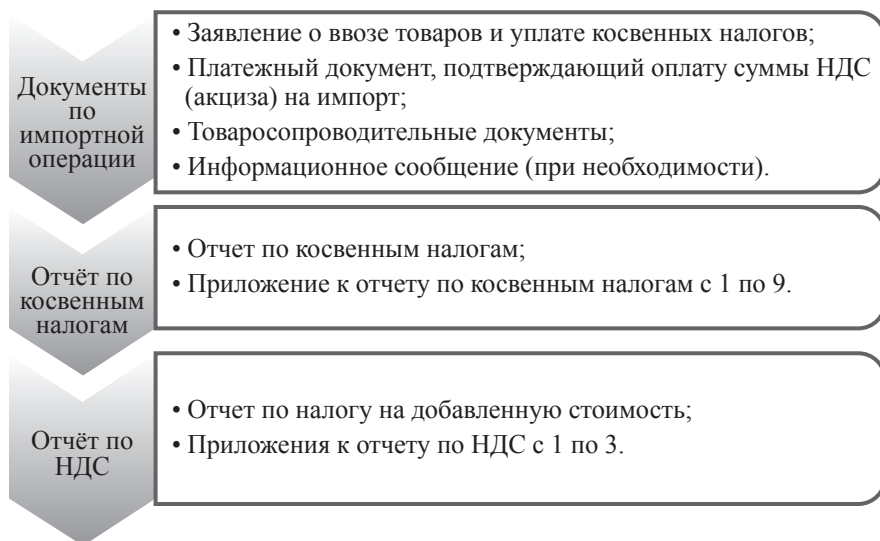 Документы
по
импортной
операции
• Заявление о ввозе товаров и уплате косвенных налогов;
• Платежный документ, подтверждающий оплату суммы НДС
(акциза) на импорт;
• Товаросопроводительные документы;
• Информационное сообщение (при необходимости).
Отчёт по
косвенным
налогам
• Отчет по косвенным налогам;
• Приложение к отчету по косвенным налогам с 1 по 9.
Отчёт по
НДС
• Отчет по налогу на добавленную стоимость;
• Приложения к отчету по НДС с 1 по 3.